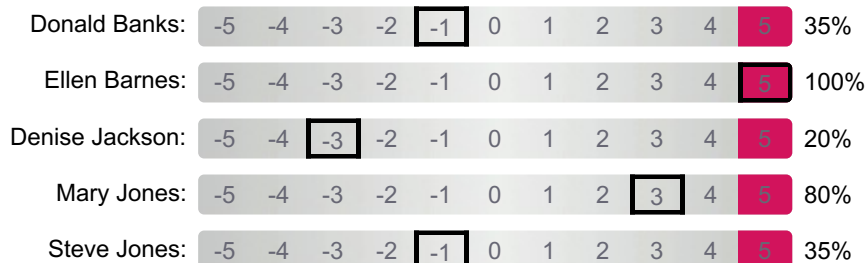 Donald Banks: -5 -4 -3 -2 -1 0 1 2 3 4 5 35%
Ellen Barnes: -5 -4 -3 -2 -1 0 1 2 3 4 5 100%
Denise Jackson: -5 -4 -3 -2 -1 0 1 2 3 4 5 20%
Mary Jones: -5 -4 -3 -2 -1 0 1 2 3 4 5 80%
Steve Jones: -5 -4 -3 -2 -1 0 1 2 3 4 5 35%